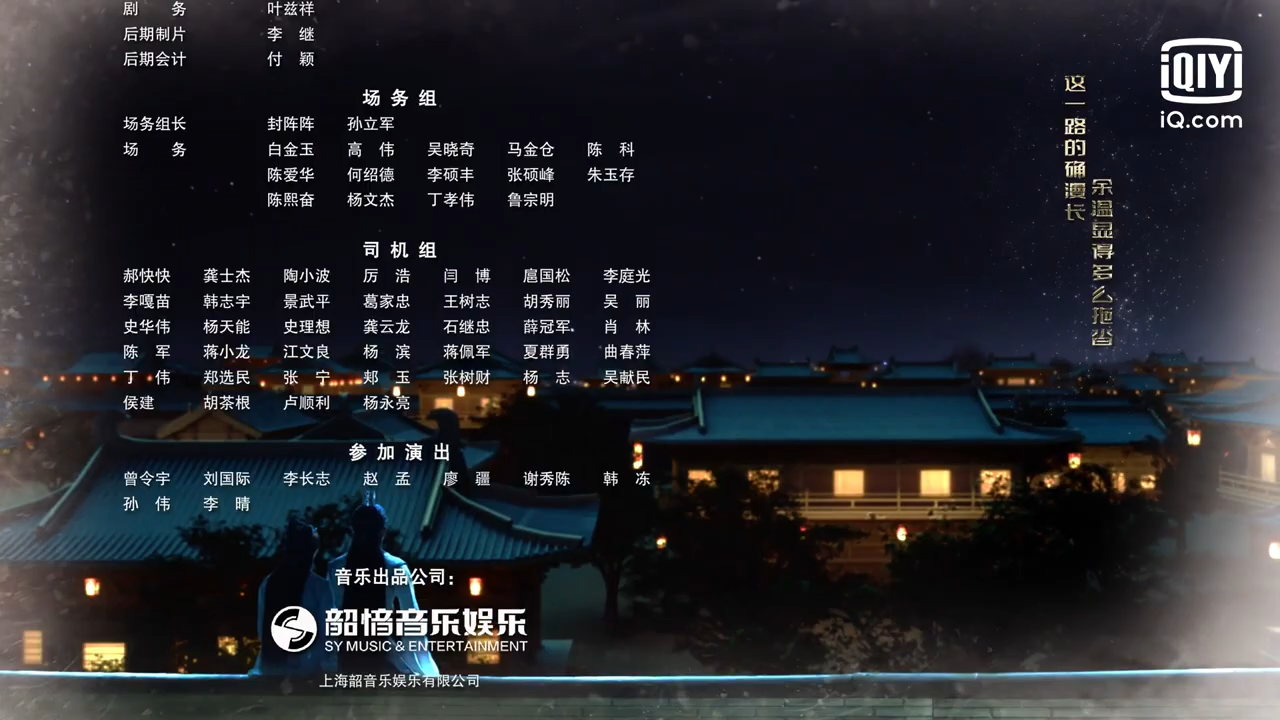 剧　　务　叶兹祥
后期制片　李　继
后期会计　付　颖
场 务 组
场务组长　封阵阵　孙立军
场　　务　白金玉　高　伟　吴晓奇　马金仓　陈　科
陈爱华　何绍德　李硕丰　张硕峰　朱玉存
陈熙奋　杨文杰　丁孝伟　鲁宗明
司 机 组
郝快快　龚士杰　陶小波　厉　浩　闫　博　扈国松　李庭光
李嘎苗　韩志宇　景武平　葛家忠　王树志　胡秀丽　吴　丽
史华伟　杨天能　史理想　龚云龙　石继忠　薛冠军　肖　林
陈　军　蒋小龙　江文良　杨　滨　蒋佩军　夏群勇　曲春萍
丁　伟　郑选民　张　宁　郏　玉　张树财　杨　志　吴献民
侯建　胡茶根　卢顺利　杨永亮
参 加 演 出
曾令宇　刘国际　李长志　赵　孟　廖　疆　谢秀陈　韩　冻
孙　伟　李　晴
音乐出品公司：
韶愔音乐娱乐
SY MUSIC & ENTERTAINMENT
上海韶音乐娱乐有限公司
这一路的确漫长
余温显得多么拖沓
iQIYI
iQ.com